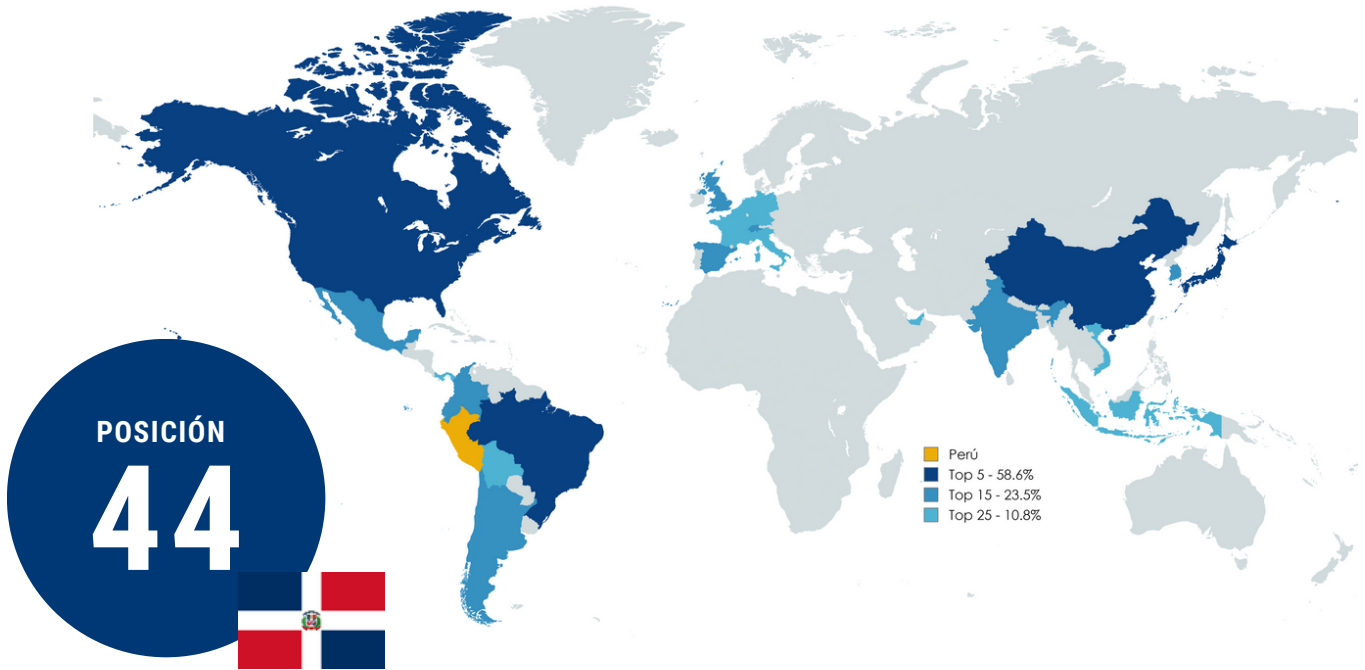 POSICIÓN
44
Perú
Top 5 - 58.6%
Top 15 - 23.5%
Top 25 - 10.8%